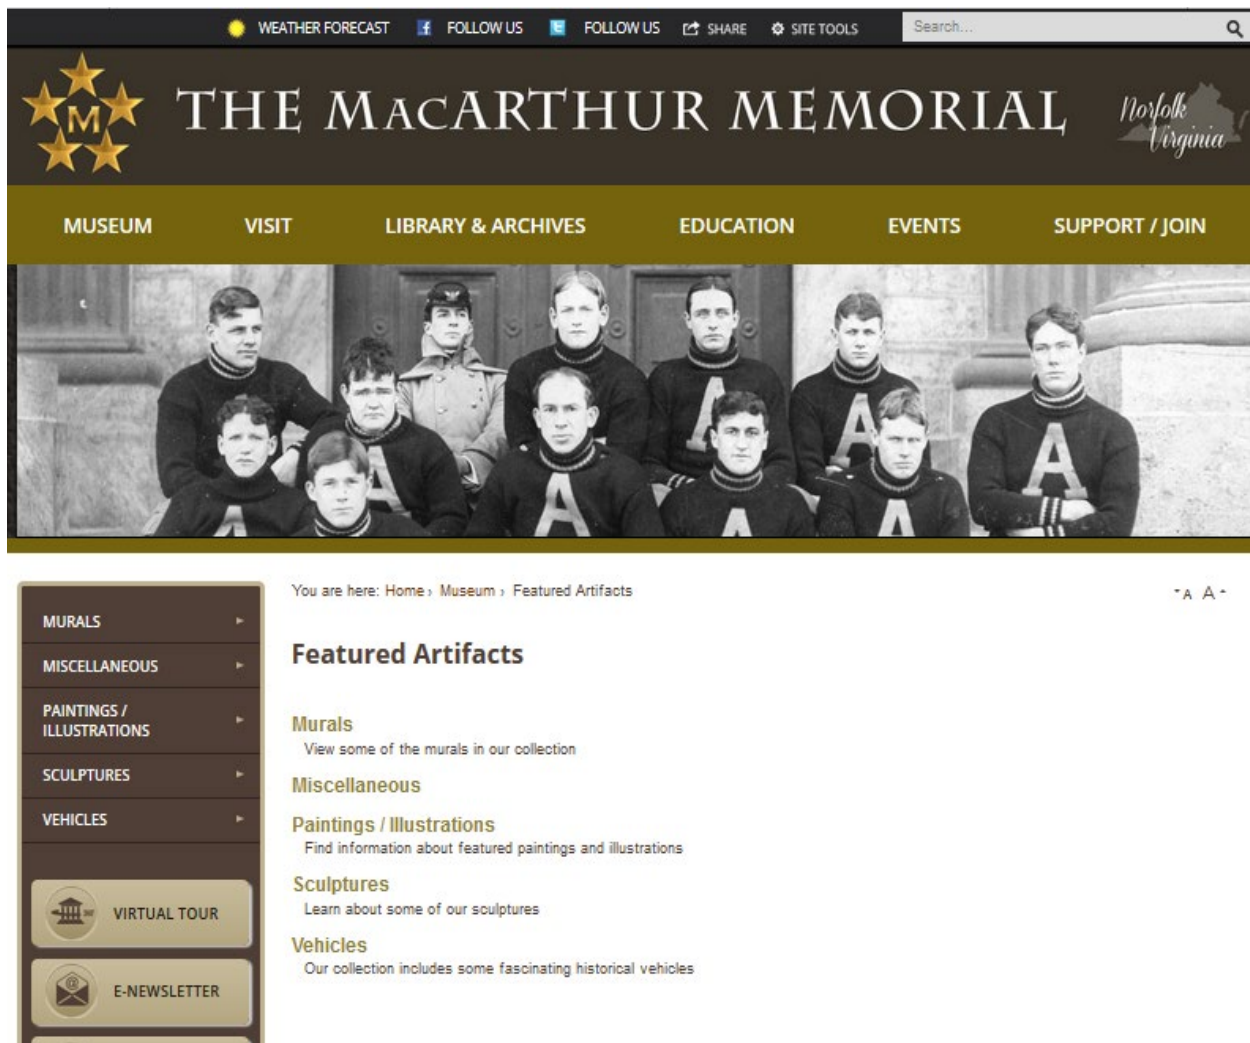 WEATHER FORECAST FOLLOW US FOLLOW US SHARE SITE TOOLS Search...
M
THE MACARTHUR MEMORIAL
Norfolk
Virginia
MUSEUM VISIT LIBRARY & ARCHIVES EDUCATION EVENTS SUPPORT / JOIN
A A A A
A A A A
You are here: Home › Museum › Featured Artifacts
A A
MURALS
MISCELLANEOUS
PAINTINGS /
ILLUSTRATIONS
SCULPTURES
VEHICLES
VIRTUAL TOUR
E-NEWSLETTER
Featured Artifacts
Murals
View some of the murals in our collection
Miscellaneous
Paintings / Illustrations
Find information about featured paintings and illustrations
Sculptures
Learn about some of our sculptures
Vehicles
Our collection includes some fascinating historical vehicles